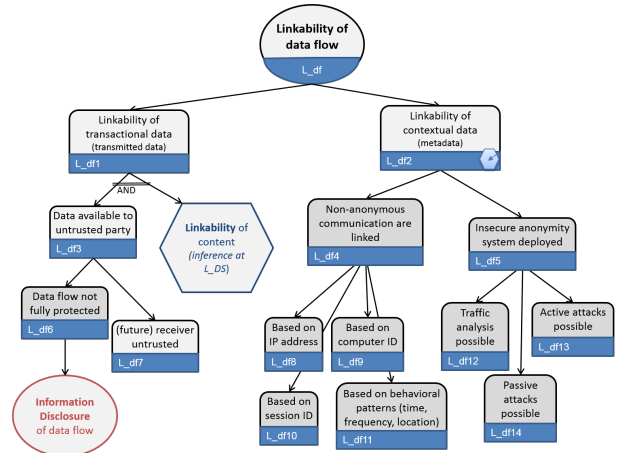 Linkability of
data flow
L_df
Linkability of
transactional data
(transmitted data)
L_df1
Linkability of
contextual data
(metadata)
L_df2
AND
Data available to
untrusted party
L_df3
Linkability of
content
(inference at
L_DS)
Non-anonymous
communication are
linked
L_df4
Insecure anonymity
system deployed
L_df5
Data flow not
fully protected
L_df6
(future) receiver
untrusted
L_df7
Based on
IP address
L_df8
Based on
computer ID
L_df9
Traffic
analysis
possible
L_df12
Active attacks
possible
L_df13
Information
Disclosure
of data flow
Based on
session ID
L_df10
Based on behavioral
patterns (time,
frequency, location)
L_df11
Passive
attacks
possible
L_df14